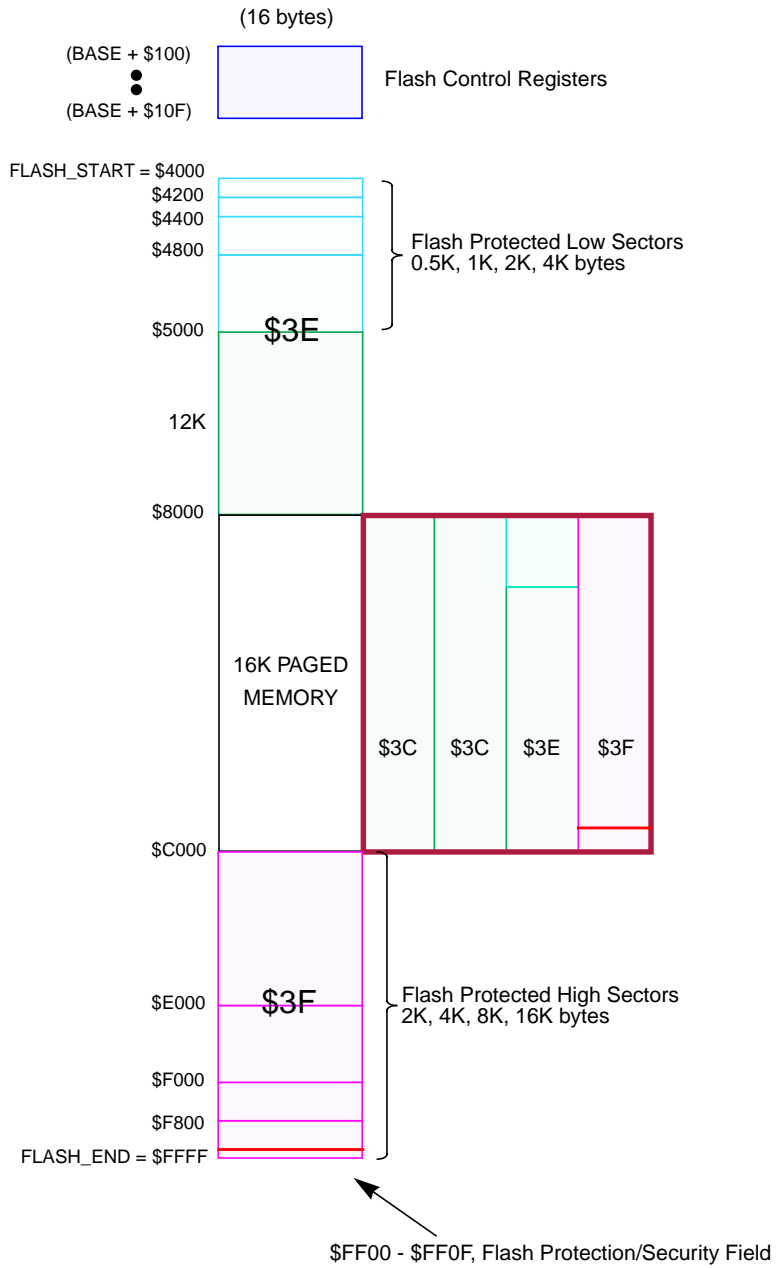 (16 bytes)
(BASE + $100)
Flash Control Registers
(BASE + $10F)
FLASH_START = $4000
$4200
$4400
Flash Protected Low Sectors
$4800
0.5K, 1K, 2K, 4K bytes
$5000
$3E
12K
$8000
16K PAGED
MEMORY
$3C
$3C
$3E
$3F
$C000
Flash Protected High Sectors
$E000
$3F
2K, 4K, 8K, 16K bytes
$F000
$F800
FLASH_END = $FFFF
$FF00 - $FF0F, Flash Protection/Security Field